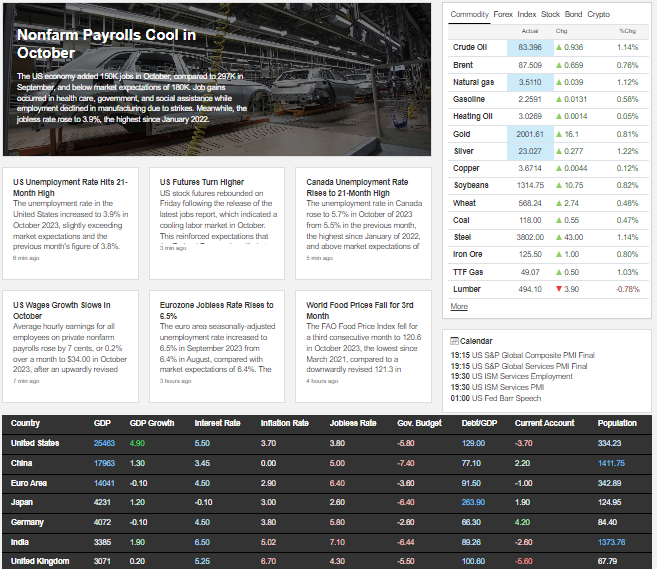 Nonfarm Payrolls Cool in
October
The US economy added 150K jobs in October, compared to 297K in
September, and below market expectations of 180K. Job gains
occurred in health care, government, and social assistance while
employment declined in manufacturing due to strikes. Meanwhile, the
jobless rate rose to 3.9%, the highest since January 2022.
US Unemployment Rate Hits 21-
Month High
The unemployment rate in the
United States increased to 3.9% in
October 2023, slightly exceeding
market expectations and the
previous month's figure of 3.8%.
6 min ago
US Futures Turn Higher
US stock futures rebounded on
Friday following the release of the
latest jobs report, which indicated a
cooling labor market in October.
This reinforced expectations that
3 min ago
Canada Unemployment Rate
Rises to 21-Month High
The unemployment rate in Canada
rose to 5.7% in October of 2023
from 5.5% in the previous month,
the highest since January of 2022,
and above market expectations of
5 min ago
US Wages Growth Slows in
October
Average hourly earnings for all
employees on private nonfarm
payrolls rose by 7 cents, or 0.2%
over a month to $34.00 in October
2023, after an upwardly revised
7 min ago
Eurozone Jobless Rate Rises to
6.5%
The euro area seasonally-adjusted
unemployment rate increased to
6.5% in September 2023 from
6.4% in August, compared with
market expectations of 6.4%. The
3 hours ago
World Food Prices Fall for 3rd
Month
The FAO Food Price Index fell for
a third consecutive month to 120.6
in October 2023, the lowest since
March 2021, compared to a
downwardly revised 121.3 in
4 hours ago
Commodity Forex Index Stock Bond Crypto
Actual Chg %Chg
Crude Oil 83.396 ▲ 0.936 1.14%
Brent 87.509 ▲ 0.659 0.76%
Natural gas 3.5110 ▲ 0.039 1.12%
Gasoline 2.2591 ▲ 0.0131 0.58%
Heating Oil 3.0269 ▲ 0.0014 0.05%
Gold 2001.61 ▲ 16.1 0.81%
Silver 23.027 ▲ 0.277 1.22%
Copper 3.6714 ▲ 0.0044 0.12%
Soybeans 1314.75 ▲ 10.75 0.82%
Wheat 568.24 ▲ 2.74 0.48%
Coal 118.00 ▲ 0.55 0.47%
Steel 3802.00 ▲ 43.00 1.14%
Iron Ore 125.50 ▲ 1.00 0.80%
TTF Gas 49.07 ▲ 0.50 1.03%
Lumber 494.10 ▼ 3.90 -0.78%
More
Calendar
19:15 US S&P Global Composite PMI Final
19:15 US S&P Global Services PMI Final
19:30 US ISM Services Employment
19:30 US ISM Services PMI
01:00 US Fed Barr Speech
Country GDP GDP Growth Interest Rate Inflation Rate Jobless Rate Gov. Budget Debt/GDP Current Account Population
United States 25463 4.90 5.50 3.70 3.80 -5.80 129.00 -3.70 334.23
China 17963 1.30 3.45 0.00 5.00 -7.40 77.10 2.20 1411.75
Euro Area 14041 -0.10 4.50 2.90 6.40 -3.60 91.50 -1.00 342.89
Japan 4231 1.20 -0.10 3.00 2.60 -6.40 263.90 1.90 124.95
Germany 4072 -0.10 4.50 3.80 5.80 -2.60 66.30 4.20 84.40
India 3385 1.90 6.50 5.02 7.10 -6.44 89.26 -2.60 1373.76
United Kingdom 3071 0.20 5.25 6.70 4.30 -5.50 100.60 -5.60 67.79